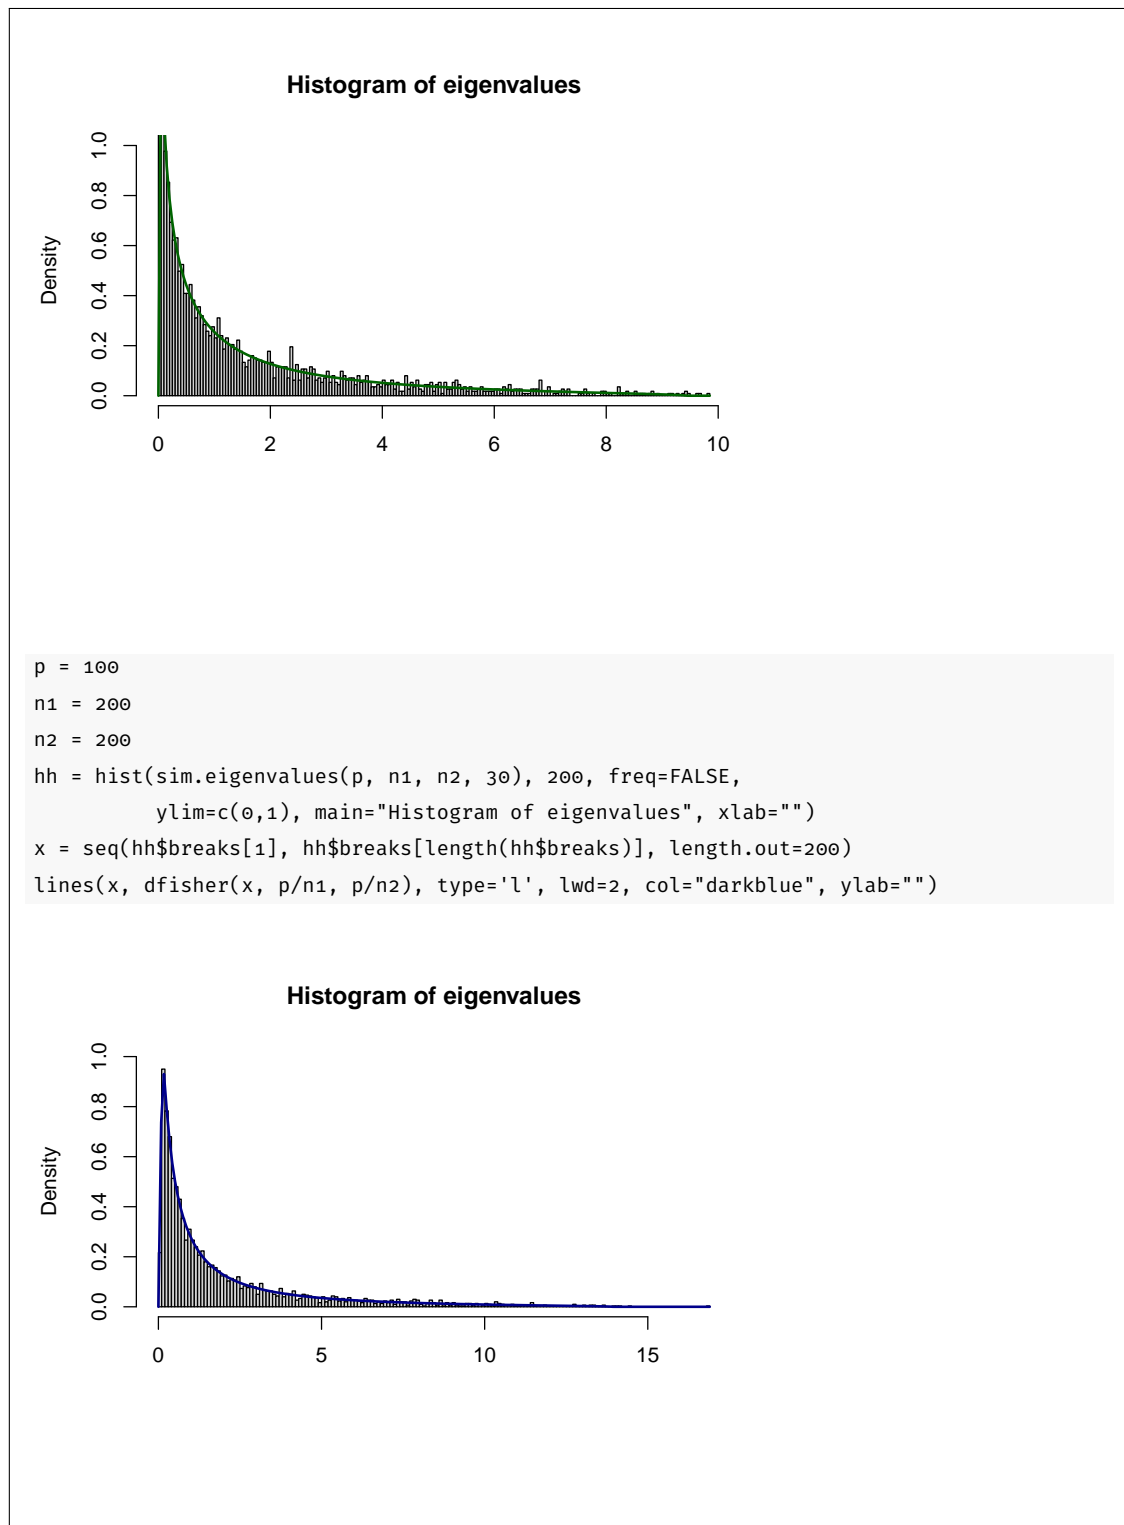 Histogram of eigenvalues
Density
0.0 0.2 0.4 0.6 0.8 1.0
0 2 4 6 8 10
p = 100
n1 = 200
n2 = 200
hh = hist(sim.eigenvalues(p, n1, n2, 30), 200, freq=FALSE,
ylim=c(0,1), main="Histogram of eigenvalues", xlab="")
x = seq(hh$breaks[1], hh$breaks[length(hh$breaks)], length.out=200)
lines(x, dfisher(x, p/n1, p/n2), type='l', lwd=2, col="darkblue", ylab="")
Histogram of eigenvalues
Density
0.0 0.2 0.4 0.6 0.8 1.0
0 5 10 15